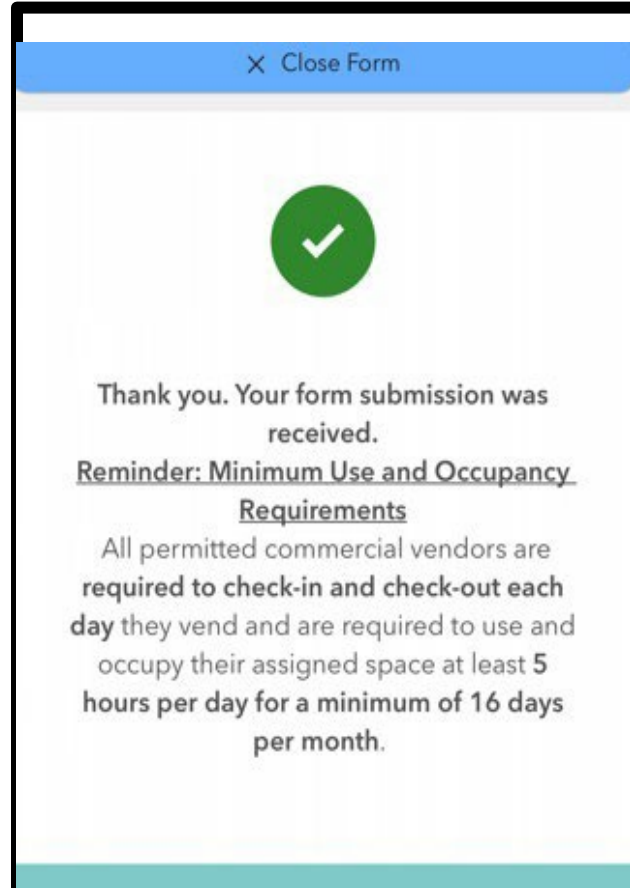 × Close Form
Thank you. Your form submission was
received.
Reminder: Minimum Use and Occupancy
Requirements
All permitted commercial vendors are
required to check-in and check-out each
day they vend and are required to use and
occupy their assigned space at least 5
hours per day for a minimum of 16 days
per month.